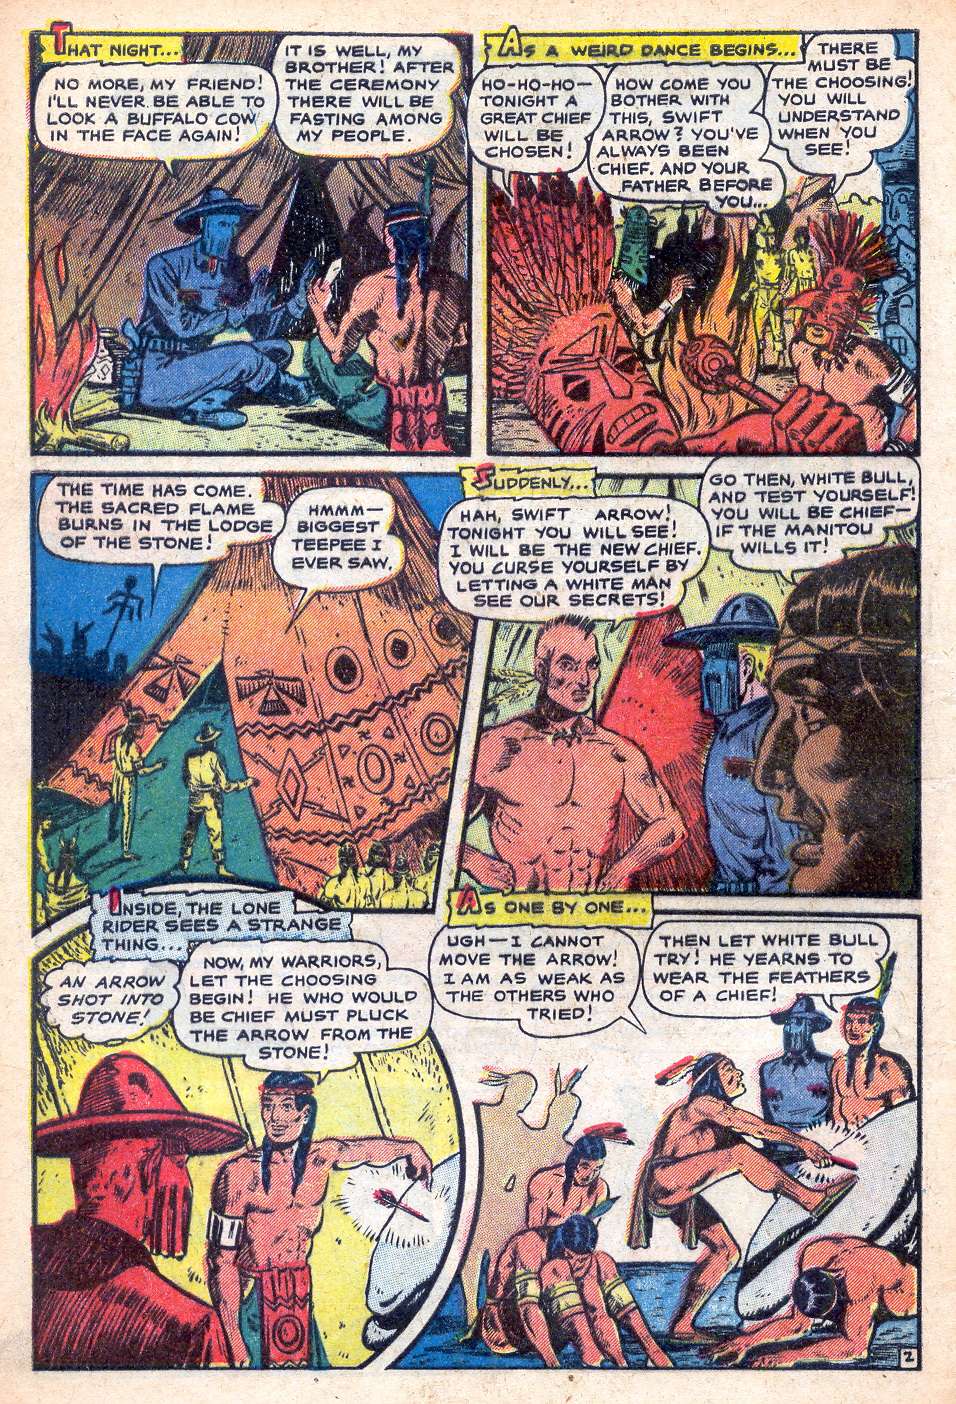 THAT NIGHT...
NO MORE, MY FRIEND!
I'LL NEVER BE ABLE TO
LOOK A BUFFALO COW
IN THE FACE AGAIN!
IT IS WELL, MY
BROTHER! AFTER
THE CEREMONY
THERE WILL BE
FASTING AMONG
MY PEOPLE.
AS A WEIRD DANCE BEGINS...
HO-HO-HO-
TONIGHT A
GREAT CHIEF
WILL BE
CHOSEN!
HOW COME YOU
BOTHER WITH
THIS, SWIFT
ARROW? YOU'VE
ALWAYS BEEN
CHIEF. AND YOUR
FATHER BEFORE
YOU...
THERE
MUST BE
THE CHOOSING!
YOU WILL
UNDERSTAND
WHEN YOU
SEE!
THE TIME HAS COME.
THE SACRED FLAME
BURNS IN THE LODGE
OF THE STONE!
HMMM-
BIGGEST
TEEPEE I
EVER SAW.
SUDDENLY...
HAH, SWIFT ARROW!
TONIGHT YOU WILL SEE!
I WILL BE THE NEW CHIEF.
YOU CURSE YOURSELF BY
LETTING A WHITE MAN
SEE OUR SECRETS!
GO THEN, WHITE BULL,
AND TEST YOURSELF!
YOU WILL BE CHIEF-
IF THE MANITOU
WILLS IT!
INSIDE, THE LONE
RIDER SEES A STRANGE
THING...
AN ARROW
SHOT INTO
STONE!
NOW, MY WARRIORS,
LET THE CHOOSING
BEGIN! HE WHO WOULD
BE CHIEF MUST PLUCK
THE ARROW FROM THE
STONE!
AS ONE BY ONE...
UGH-I CANNOT
MOVE THE ARROW!
I AM AS WEAK AS
THE OTHERS WHO
TRIED!
THEN LET WHITE BULL
TRY! HE YEARNS TO
WEAR THE FEATHERS
OF A CHIEF!
2